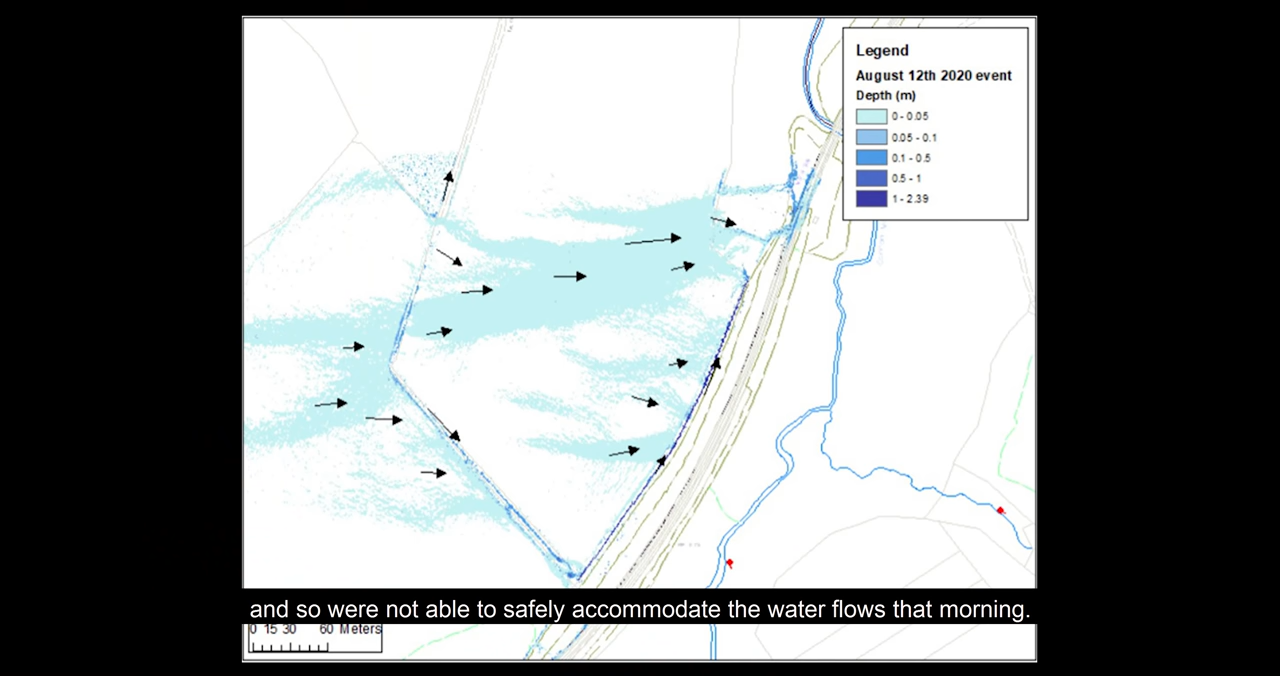 Legend
August 12th 2020 event
Depth (m)
0 - 0.05
0.05 - 0.1
0.1 - 0.5
0.5 - 1
1 - 2.39
and so were not able to safely accommodate the water flows that morning.
0 15 30 60 Meters